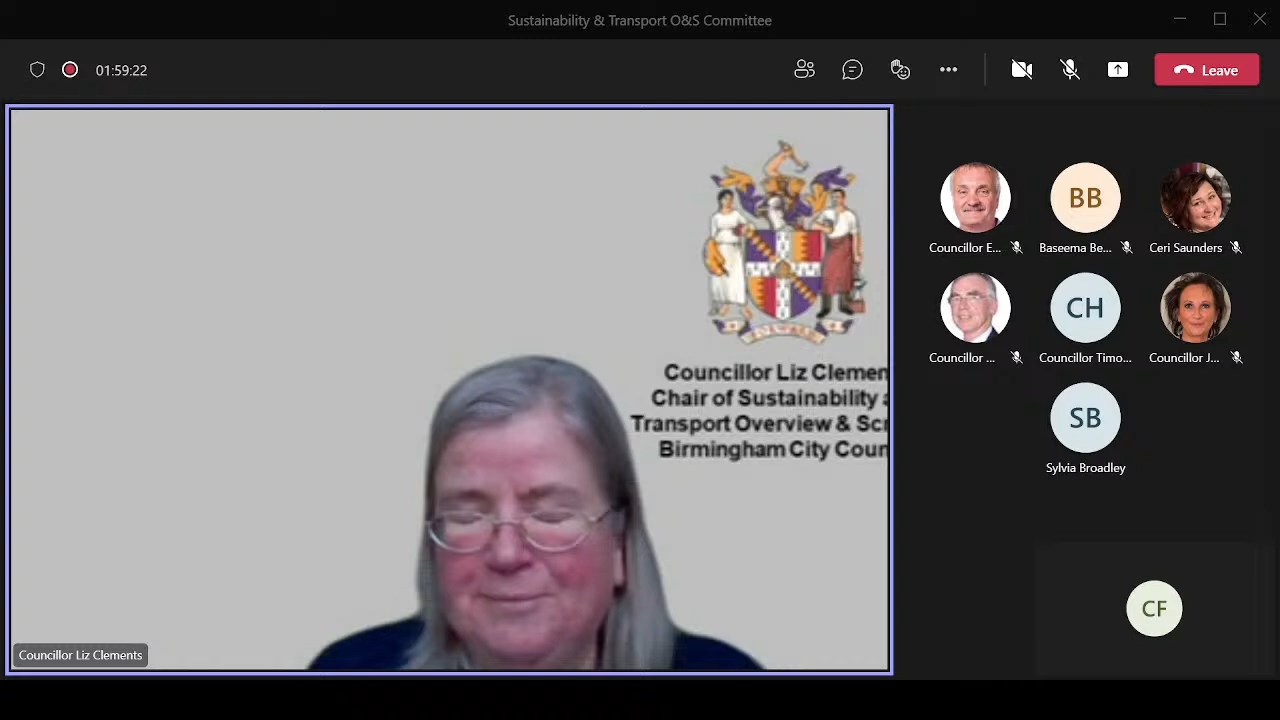 Sustainability & Transport O&S Committee
01:59:22
Leave
Councillor Liz Clemen
Chair of Sustainability a
Transport Overview & Scr
Birmingham City Coun
Councillor Liz Clements
Councillor E...
BB
Baseema Be...
Ceri Saunders
Councillor ...
CH
Councillor Timo...
Councillor J...
SB
Sylvia Broadley
CF